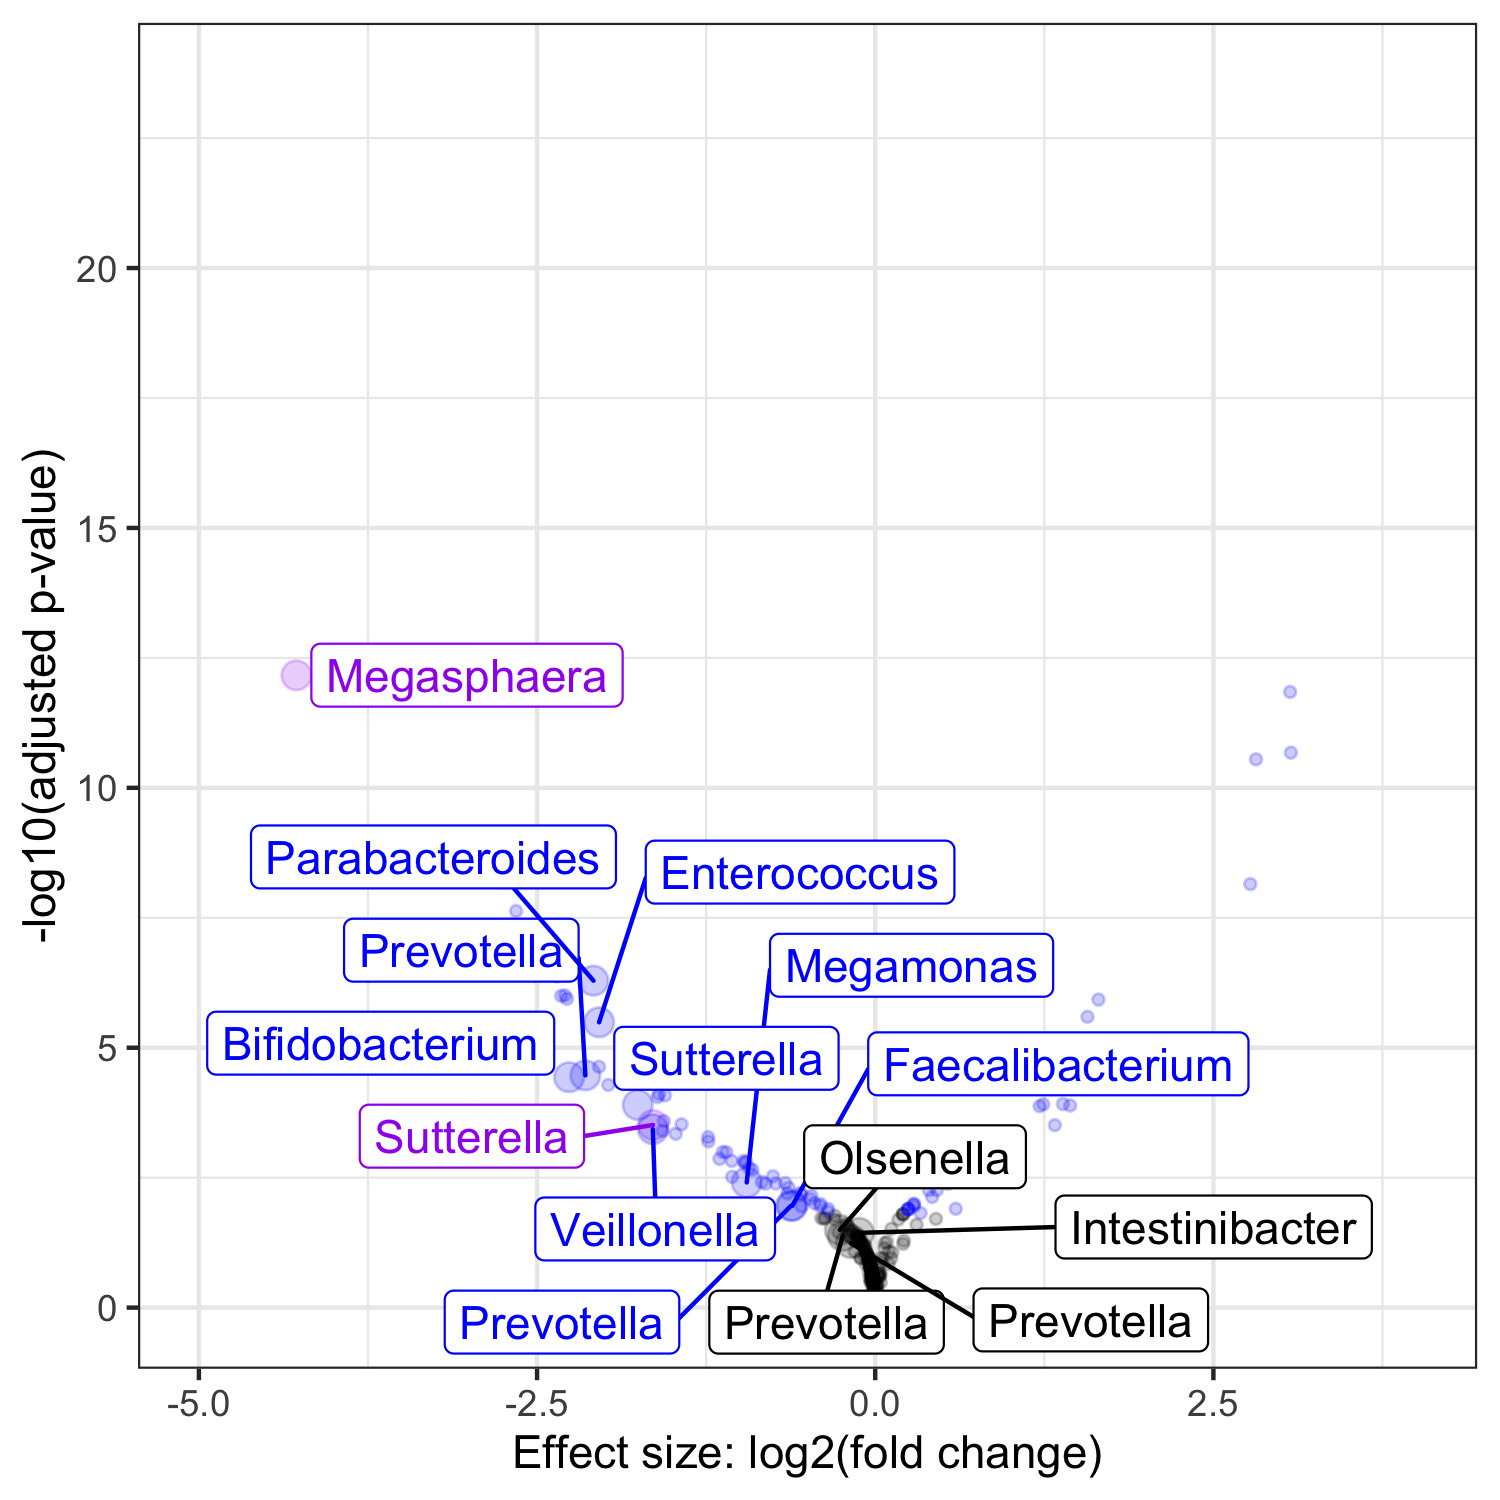 20
15
10
5
0
-log10(adjusted p-value)
Megasphaera
Parabacteroides
Enterococcus
Prevotella
Megamonas
Bifidobacterium
Sutterella
Faecalibacterium
Sutterella
Olsenella
Veillonella
Intestinibacter
Prevotella
Prevotella
Prevotella
-5.0
-2.5
0.0
2.5
Effect size: log2(fold change)